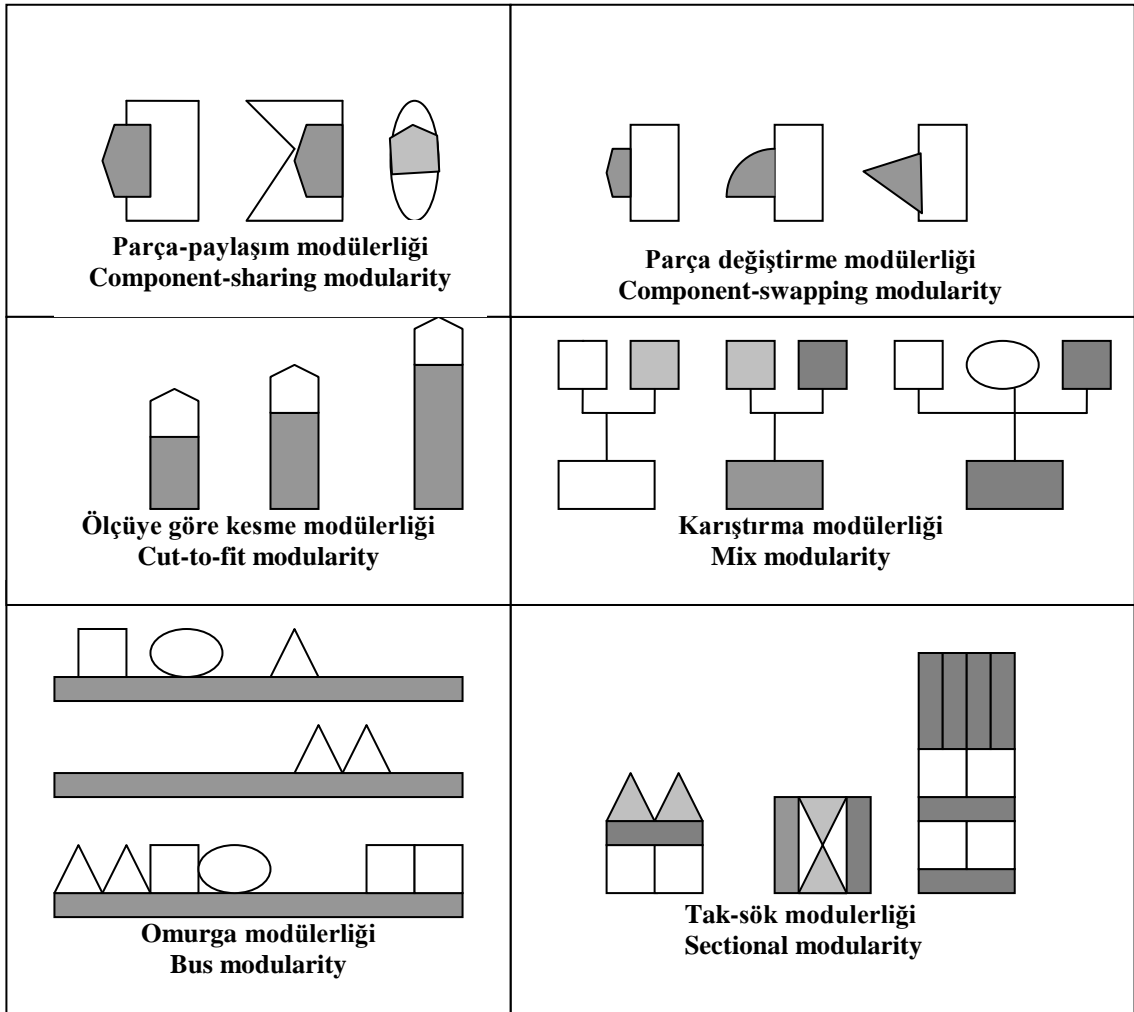 Parça-paylaşım modülerliği
Component-sharing modularity
Parça değiştirme modülerliği
Component-swapping modularity
Ölçüye göre kesme modülerliği
Cut-to-fit modularity
Karıştırma modülerliği
Mix modularity
Omurga modülerliği
Bus modularity
Tak-sök modulerliği
Sectional modularity